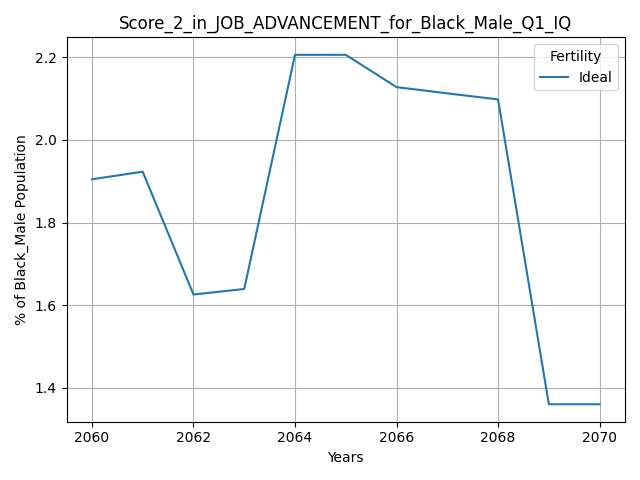 Score_2_in_JOB_ADVANCEMENT_for_Black_Male_Q1_IQ
Fertility
Ideal
% of Black_Male Population
2.2
2.0
1.8
1.6
1.4
2060 2062 2064 2066 2068 2070
Years